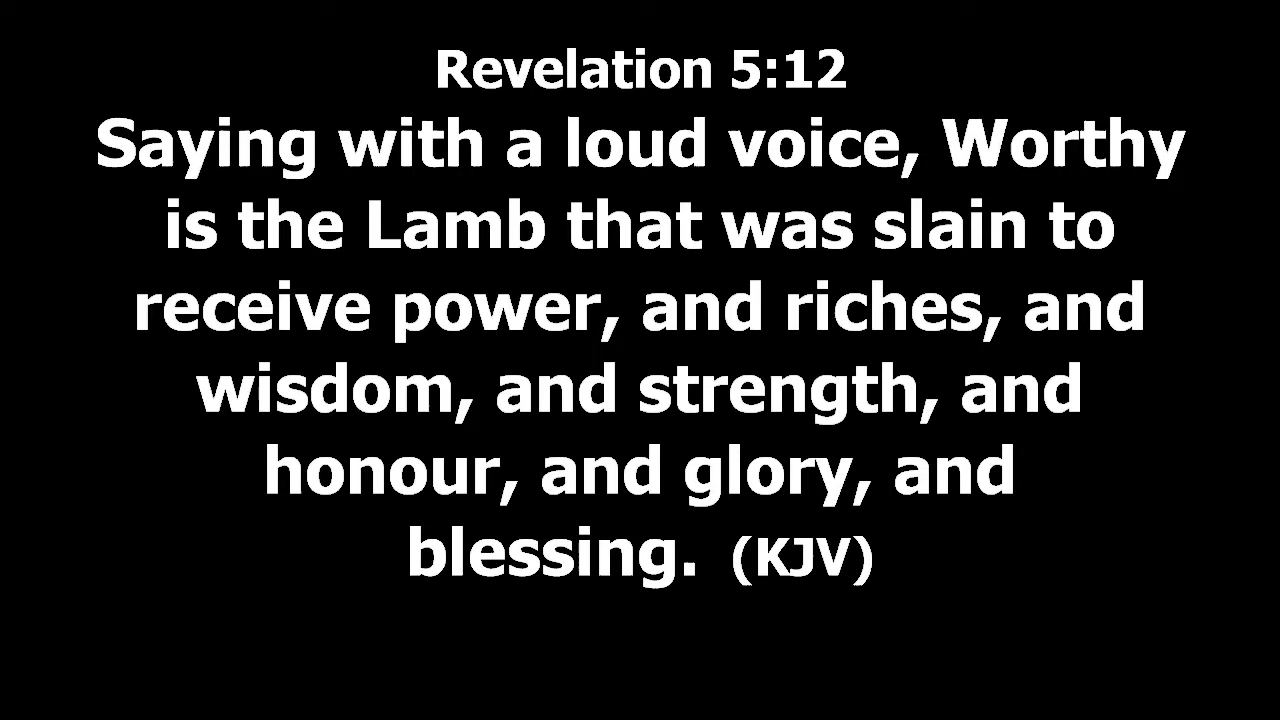 Revelation 5:12
Saying with a loud voice, Worthy
is the Lamb that was slain to
receive power, and riches, and
wisdom, and strength, and
honour, and glory, and
blessing. (KJV)